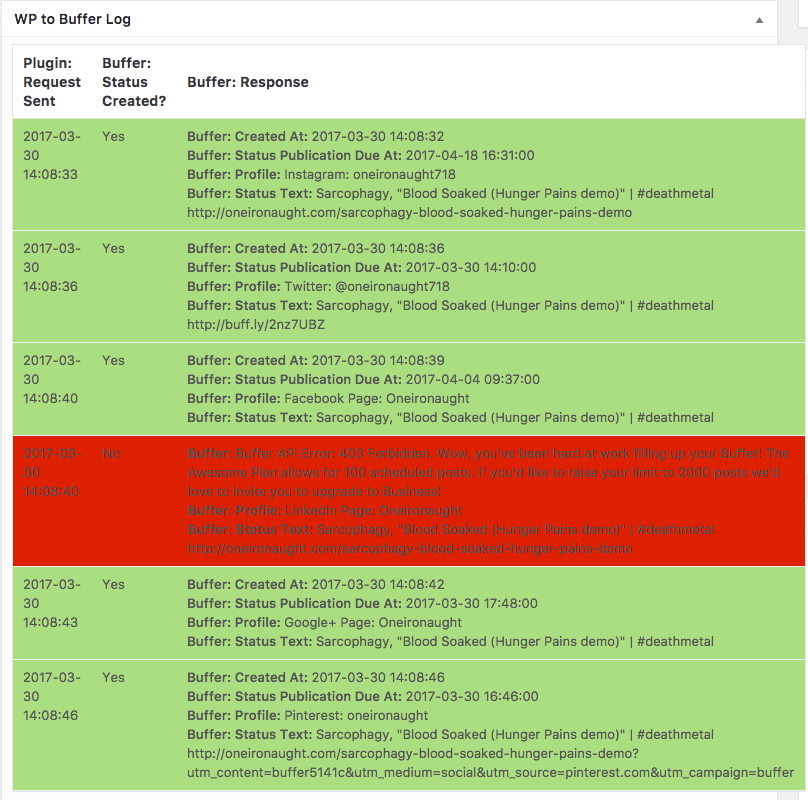 WP to Buffer Log
Plugin: Request Sent
Buffer: Status Created?
Buffer: Response
2017-03-
30
14:08:33
Yes
Buffer: Created At: 2017-03-30 14:08:32
Buffer: Status Publication Due At: 2017-04-18 16:31:00
Buffer: Profile: Instagram: oneironaught718
Buffer: Status Text: Sarcophagy, "Blood Soaked (Hunger Pains demo)" | #deathmetal
http://oneironaught.com/sarcophagy-blood-soaked-hunger-pains-demo
2017-03-
30
14:08:36
Yes
Buffer: Created At: 2017-03-30 14:08:36
Buffer: Status Publication Due At: 2017-03-30 14:10:00
Buffer: Profile: Twitter: @oneironaught718
Buffer: Status Text: Sarcophagy, "Blood Soaked (Hunger Pains demo)" | #deathmetal
http://buff.ly/2nz7UBZ
2017-03-
30
14:08:40
Yes
Buffer: Created At: 2017-03-30 14:08:39
Buffer: Status Publication Due At: 2017-04-04 09:37:00
Buffer: Profile: Facebook Page: Oneironaught
Buffer: Status Text: Sarcophagy, "Blood Soaked (Hunger Pains demo)" | #deathmetal
2017-03-
30
14:08:40
No
Buffer: Buffer API Error: 403 Forbidden. Wow, you've been hard at work filling up your Buffer! The
Awesome Plan allows for 100 scheduled posts. If you'd like to raise your limit to 2000 posts we'd
love to invite you to upgrade to Business!
Buffer: Profile: LinkedIn Page: Oneironaught
Buffer: Status Text: Sarcophagy, "Blood Soaked (Hunger Pains demo)" | #deathmetal
http://oneironaught.com/sarcophagy-blood-soaked-hunger-pains-demo
2017-03-
30
14:08:43
Yes
Buffer: Created At: 2017-03-30 14:08:42
Buffer: Status Publication Due At: 2017-03-30 17:48:00
Buffer: Profile: Google+ Page: Oneironaught
Buffer: Status Text: Sarcophagy, "Blood Soaked (Hunger Pains demo)" | #deathmetal
2017-03-
30
14:08:46
Yes
Buffer: Created At: 2017-03-30 14:08:46
Buffer: Status Publication Due At: 2017-03-30 16:46:00
Buffer: Profile: Pinterest: oneironaught
Buffer: Status Text: Sarcophagy, "Blood Soaked (Hunger Pains demo)" | #deathmetal
http://oneironaught.com/sarcophagy-blood-soaked-hunger-pains-demo?
utm_content=buffer5141c&utm_medium=social&utm_source=pinterest.com&utm_campaign=buffer